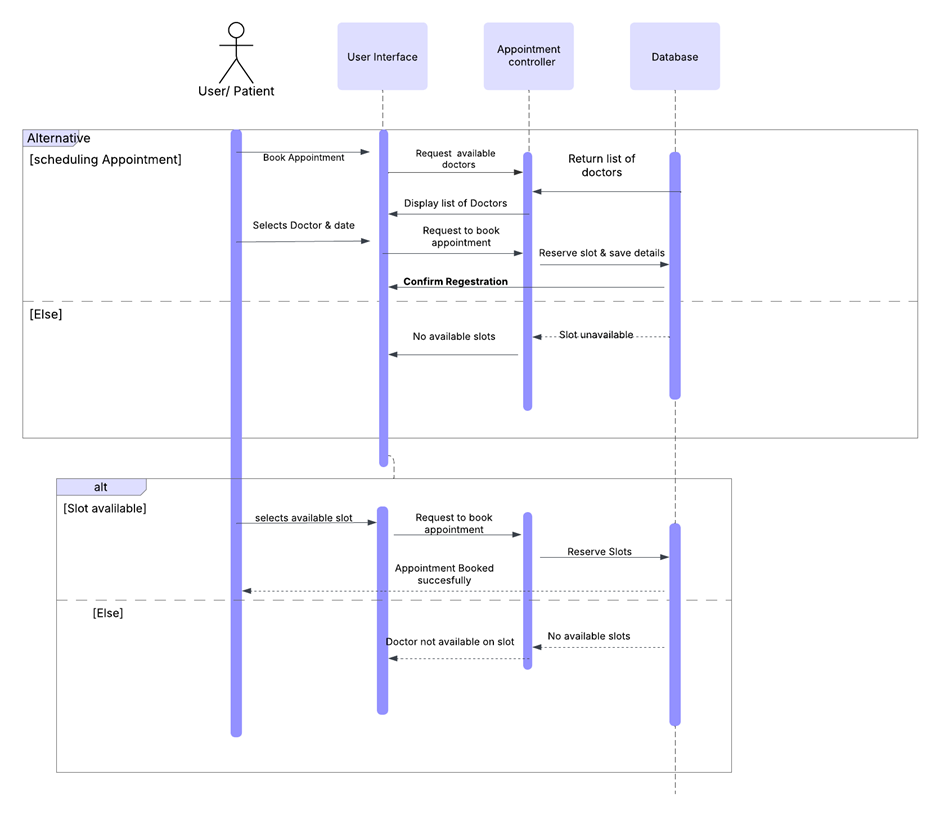 User/ Patient
User Interface
Appointment
controller
Database
Alternative
[scheduling Appointment]
Book Appointment
Request available
doctors
Return list of
doctors
Display list of Doctors
Selects Doctor & date
Request to book
appointment
Reserve slot & save details
Confirm Regestration
[Else]
No available slots
Slot unavailable
alt
[Slot avalilable]
selects available slot
Request to book
appointment
Reserve Slots
Appointment Booked
succesfully
[Else]
Doctor not available on slot
No available slots